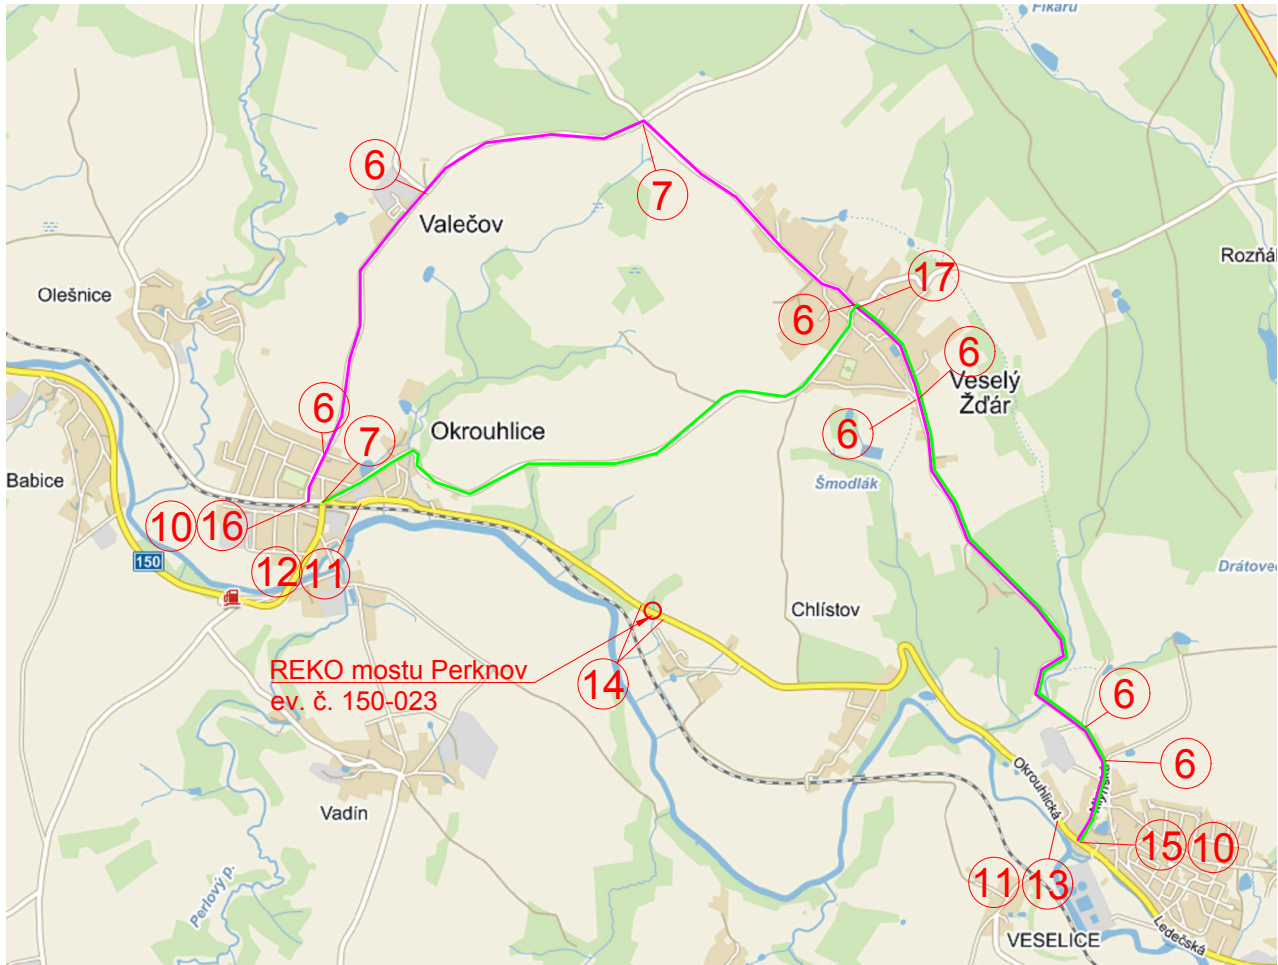 Fikarů
6
7
Valečov
Rozňák
17
Olešnice
6
6
Veselý
Žďár
6
7
Okrouhlice
6
Babice
Šmodlák
10
16
150
12
11
Drátovec
Chlístov
REKO mostu Perknov
ev. č. 150-023
14
6
6
Okrouhlická
Mlýnská
Vadín
15
10
11
13
Perlový p.
VESELICE
Ledečská